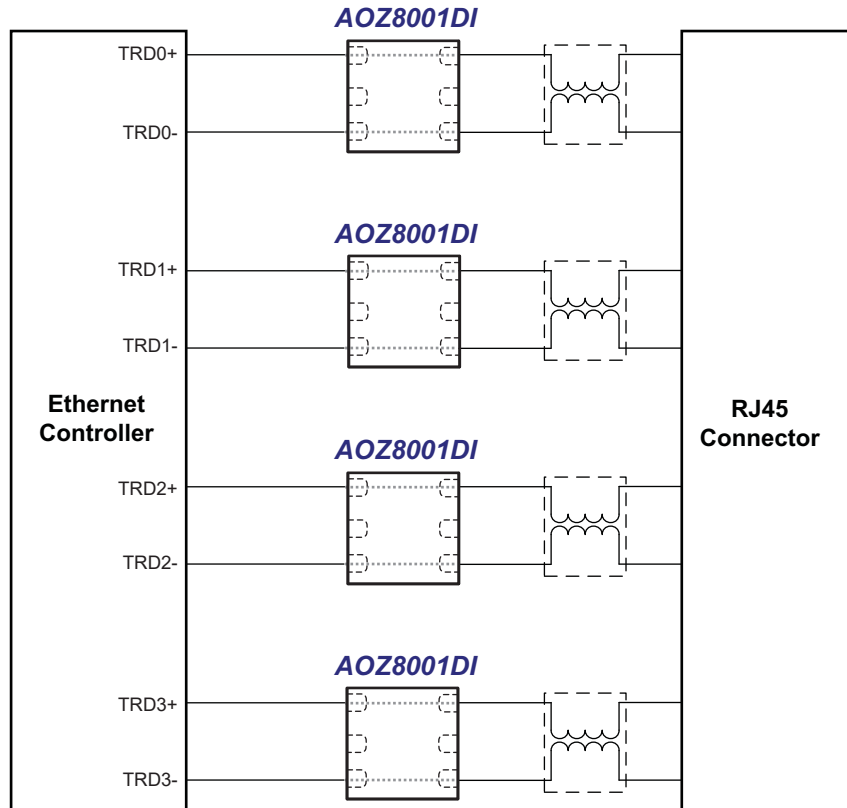 AOZ8001DI
TRD0+
TRD0-
AOZ8001DI
TRD1+
TRD1-
Ethernet
Controller
RJ45
Connector
AOZ8001DI
TRD2+
TRD2-
AOZ8001DI
TRD3+
TRD3-